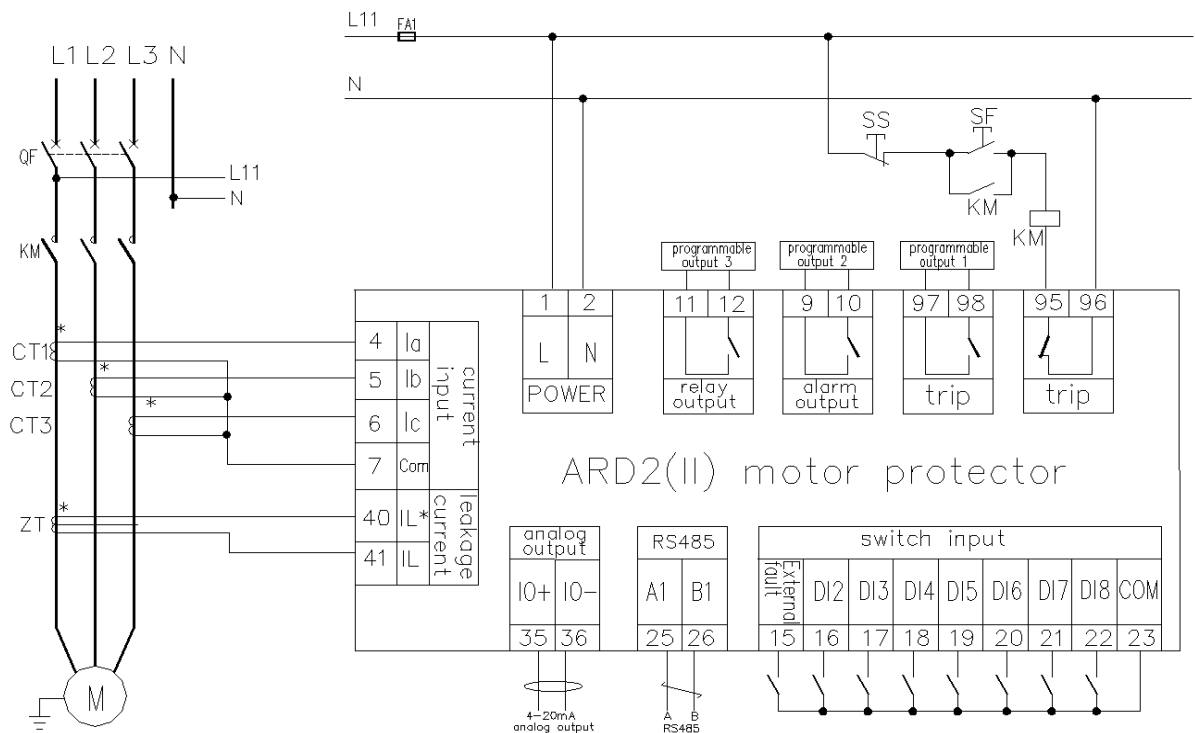 L1 L2 L3 N
QF
L11
N
KM
CT1
*
CT2
*
CT3
*
ZT
*
M
L11
FA1
N
SS
SF
KM
KM
programmable
output 3
programmable
output 2
programmable
output 1
1 2
L N
POWER
11 12
relay
output
9 10
alarm
output
97 98
trip
95 96
trip
4 Ia
5 Ib
6 Ic
7 Com
current
input
40 IL*
41 IL
leakage
current
ARD2(II) motor protector
analog
output
IO+ IO-
35 36
4-20mA
analog output
RS485
A1 B1
25 26
A B
RS485
switch input
External
fault
DI2 DI3 DI4 DI5 DI6 DI7 DI8 COM
15 16 17 18 19 20 21 22 23